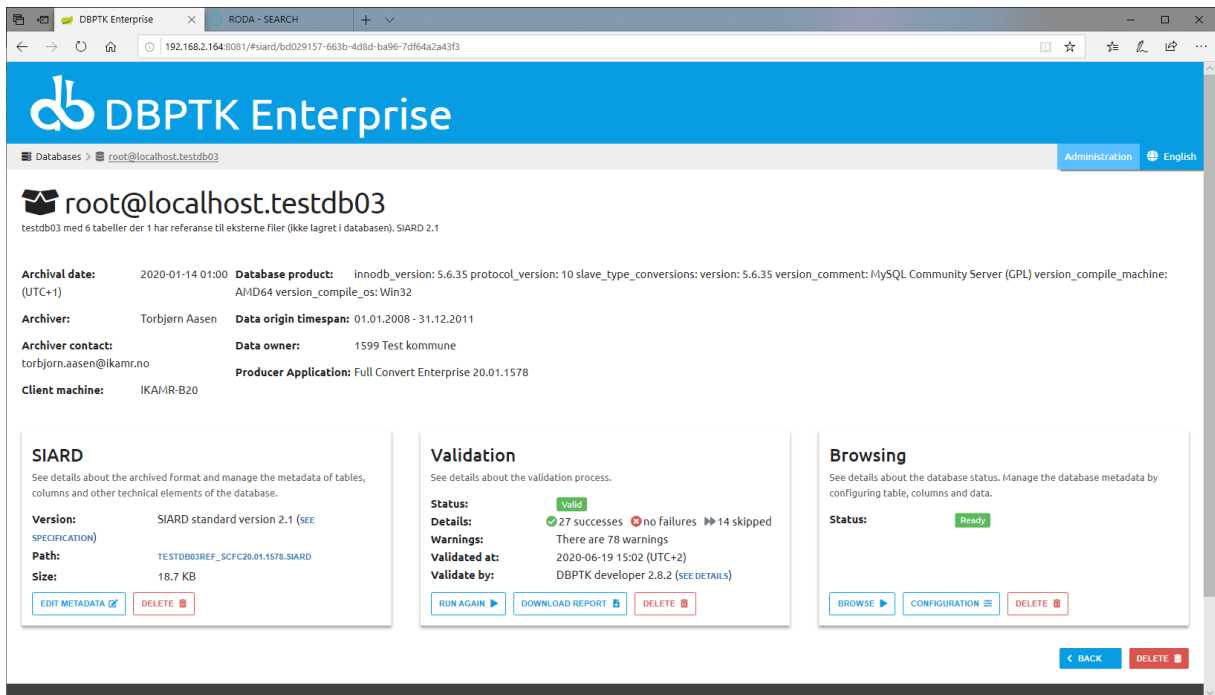 DBPTK Enterprise
RODA - SEARCH
192.168.2.164:8081/#siard/bd029157-663b-4d8d-ba96-7df64a2a43f3
DBPTK Enterprise
Databases > root@localhost.testdb03
Administration
English
root@localhost.testdb03
testdb03 med 6 tabeller der 1 har referanse til eksterne filer (ikke lagret i databasen). SIARD 2.1
Archival date: 2020-01-14 01:00
(UTC+1)
Archiver: Torbjørn Aasen
Archiver contact:
torbjorn.aasen@ikamr.no
Client machine: IKAMR-B20
Database product: innodb_version: 5.6.35 protocol_version: 10 slave_type_conversions: version: 5.6.35 version_comment: MySQL Community Server (GPL) version_compile_machine:
AMD64 version_compile_os: Win32
Data origin timespan: 01.01.2008 - 31.12.2011
Data owner: 1599 Test kommune
Producer Application: Full Convert Enterprise 20.01.1578
SIARD
See details about the archived format and manage the metadata of tables,
columns and other technical elements of the database.
Version: SIARD standard version 2.1 (SEE
SPECIFICATION)
Path: TESTDB03REF_SCFC20.01.1578.SIARD
Size: 18.7 KB
EDIT METADATA
DELETE
Validation
See details about the validation process.
Status: Valid
Details: 27 successes no failures 14 skipped
Warnings: There are 78 warnings
Validated at: 2020-06-19 15:02 (UTC+2)
Validate by: DBPTK developer 2.8.2 (SEE DETAILS)
RUN AGAIN
DOWNLOAD REPORT
DELETE
Browsing
See details about the database status. Manage the database metadata by
configuring table, columns and data.
Status: Ready
BROWSE
CONFIGURATION
DELETE
BACK
DELETE